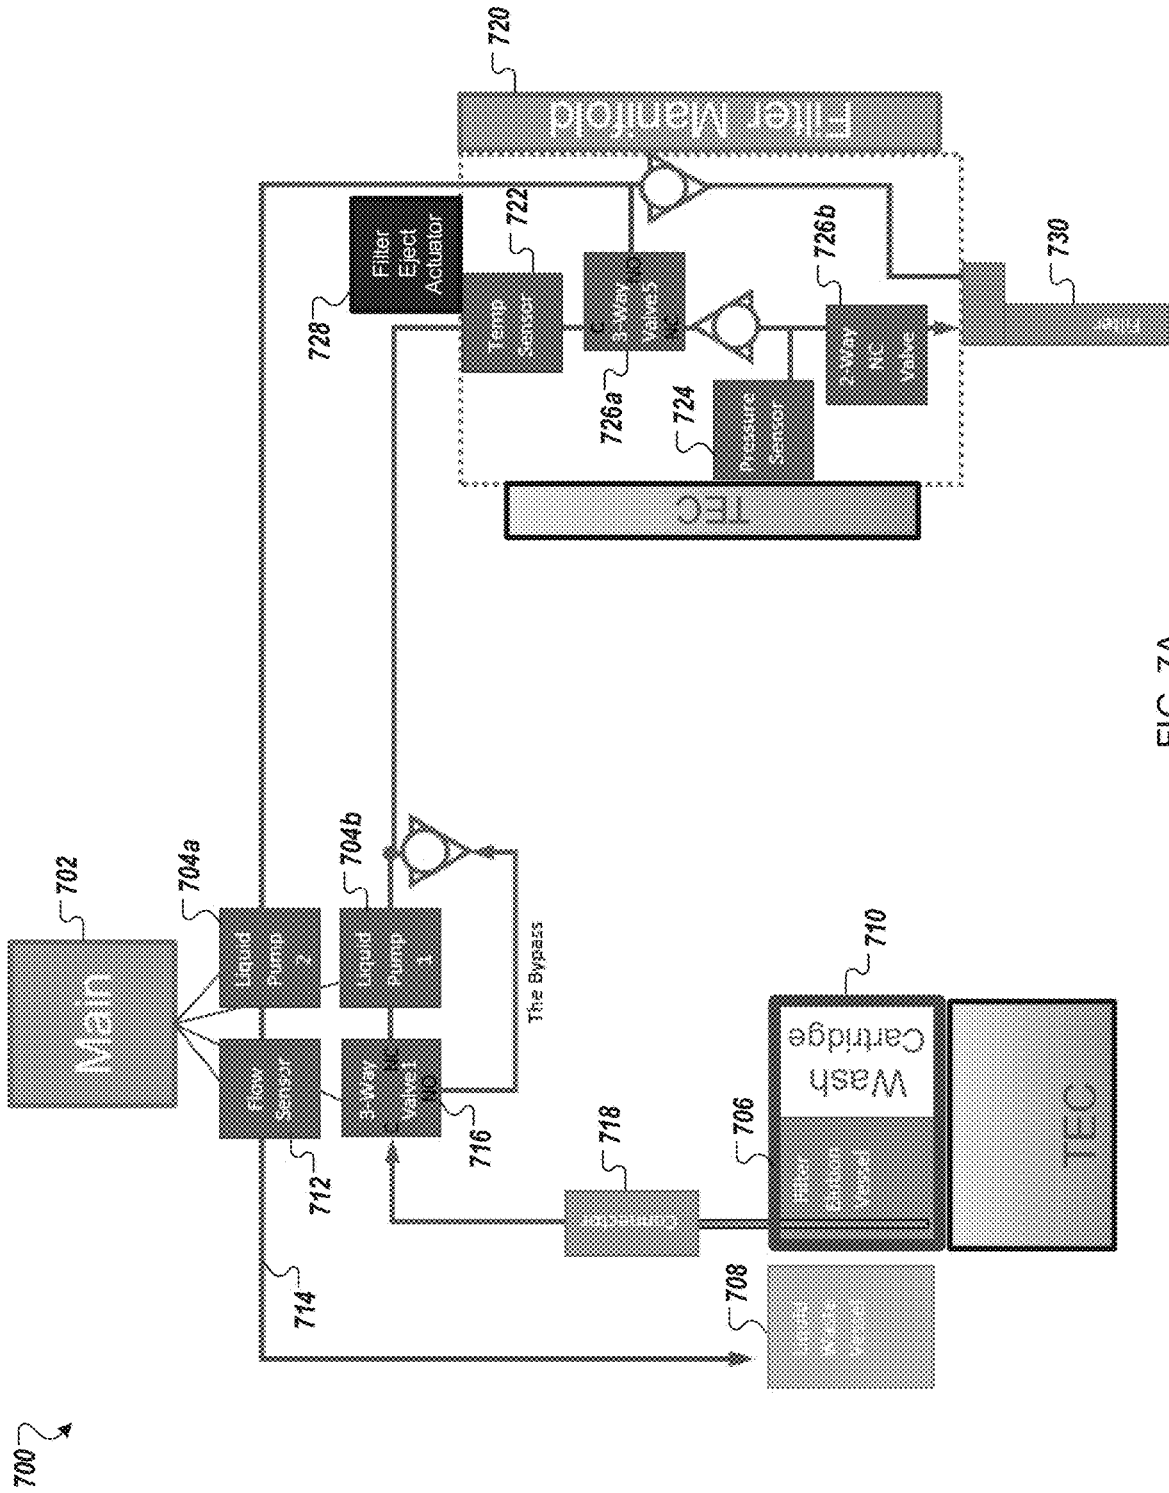 700
Main
702
704a
Liquid
Pump
2
Flow
Sensor
712
714
704b
Liquid
Pump
1
3-Way
Valve1
C
NC
NO
716
The Bypass
718
Connector
706
Wash
Cartridge
710
TEC
708
Filter
Eject
Actuator
728
Temp
Sensor
722
Filter Manifold
720
C
3-Way
Valve5
NO
NC
726a
Pressure
Sensor
724
2-Way
NC
Valve
726b
TEC
730
FIG. 7A